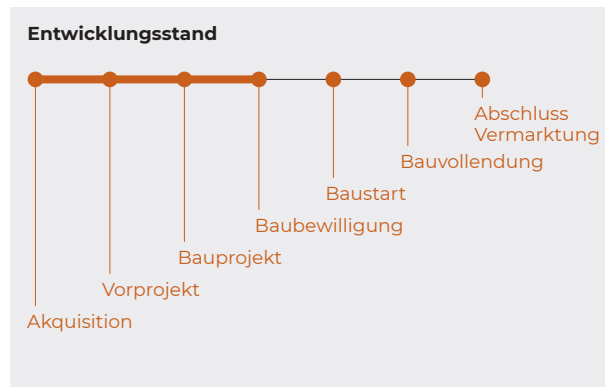 Entwicklungsstand
Abschluss
Vermarktung
Bauvollendung
Baustart
Baubewilligung
Bauprojekt
Vorprojekt
Akquisition